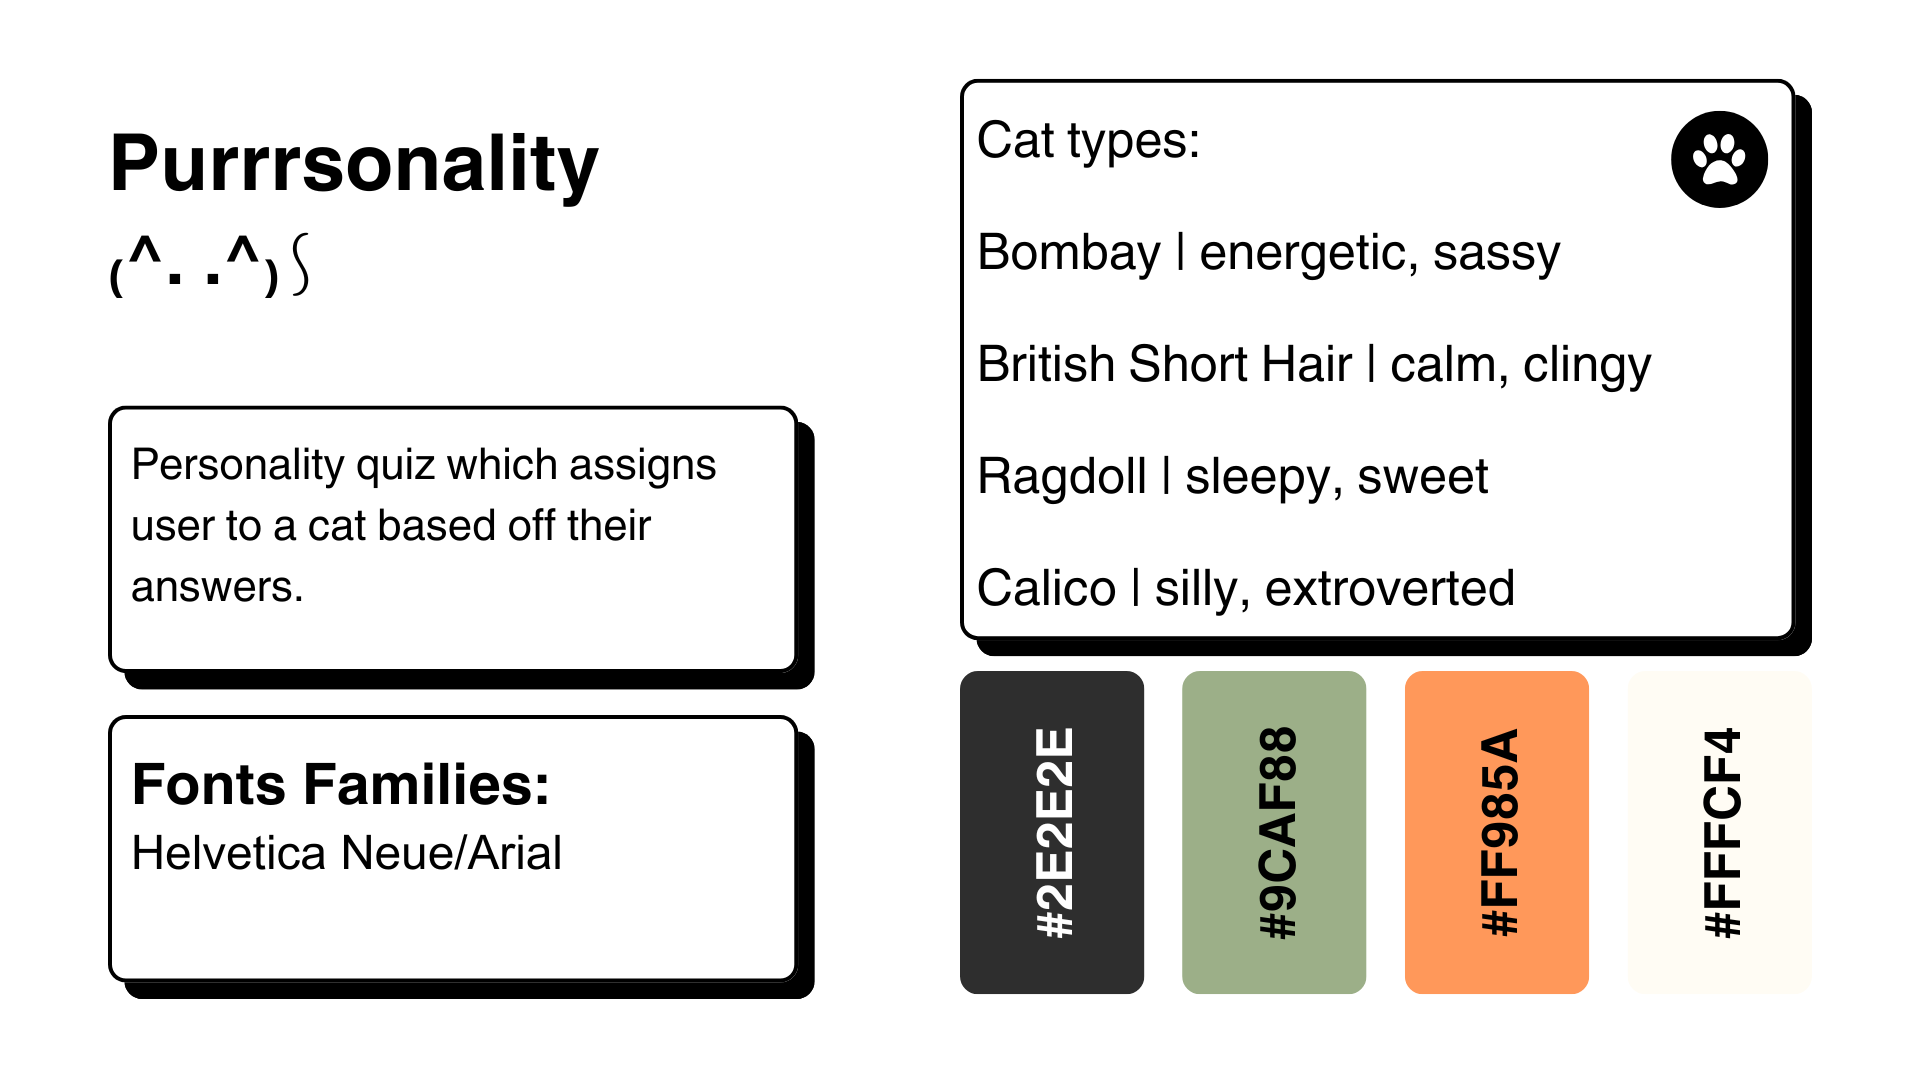 Purrrsonality
(^. .^)⟆
Personality quiz which assigns
user to a cat based off their
answers.
Fonts Families:
Helvetica Neue/Arial
Cat types:
Bombay | energetic, sassy
British Short Hair | calm, clingy
Ragdoll | sleepy, sweet
Calico | silly, extroverted
#2E2E2E
#9CAF88
#FF985A
#FFFCF4